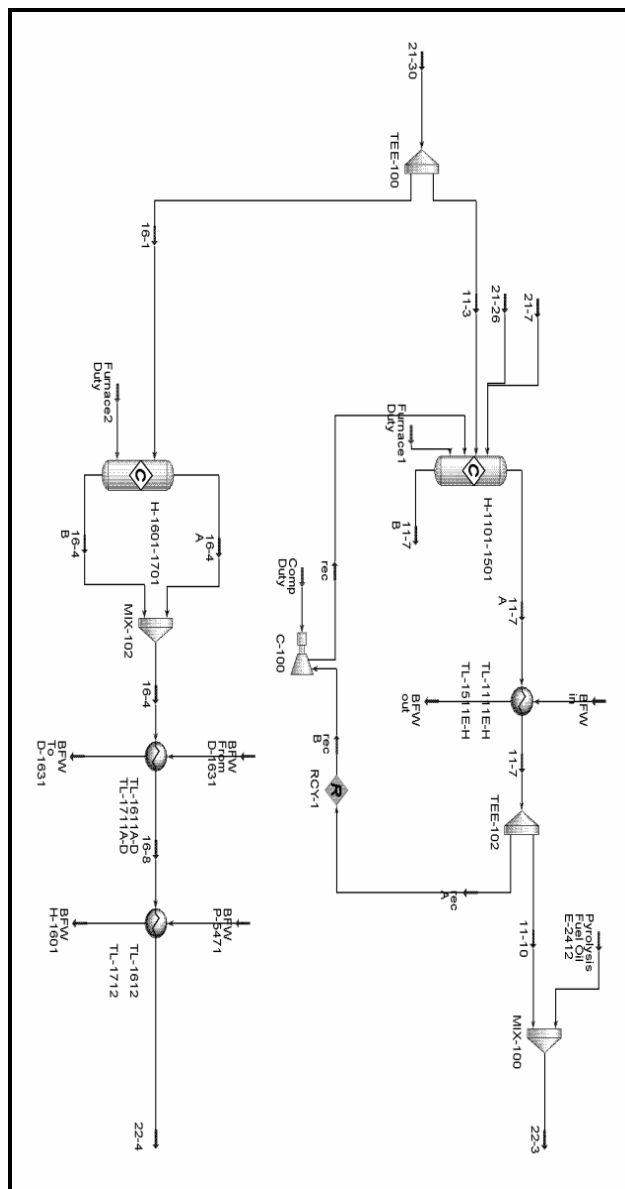 21-30
TEE-100
16-1
11-3
21-26
21-7
Furnace2
Duty
Furnace1
Duty
C
C
H-1601-1701
H-1101-1501
16-4
B
16-4
A
11-7
B
11-7
A
rec
Comp
Duty
C-100
MIX-102
16-4
BFW
in
BFW
out
TL-1111E-H
TL-1511E-H
rec
B
R
RCY-1
11-7
TEE-102
rec
A
BFW
From
D-1631
BFW
To
D-1631
TL-1611A-D
TL-1711A-D
16-8
BFW
P-5471
BFW
H-1601
TL-1612
TL-1712
11-10
Pyrolysis
Fuel Oil
E-2412
MIX-100
22-4
22-3